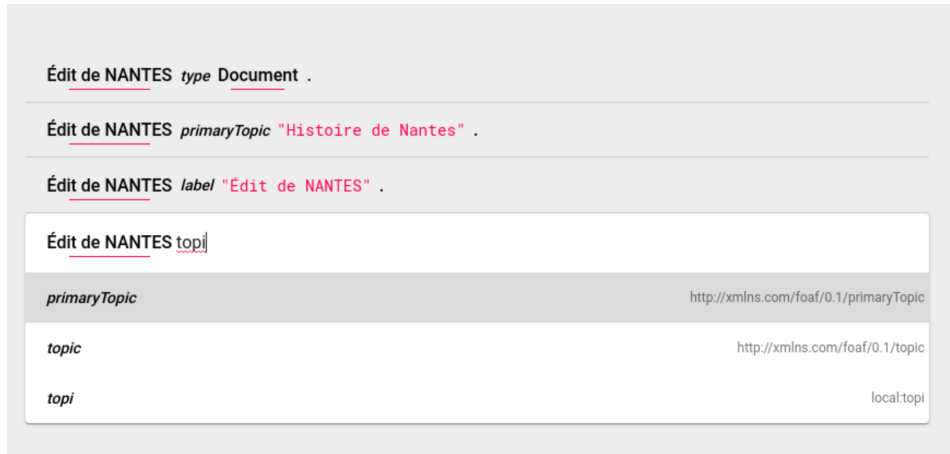 Édit de NANTES type Document .
Édit de NANTES primaryTopic "Histoire de Nantes" .
Édit de NANTES label "Édit de NANTES" .
Édit de NANTES topi
primaryTopic http://xmlns.com/foaf/0.1/primaryTopic
topic http://xmlns.com/foaf/0.1/topic
topi local:topi